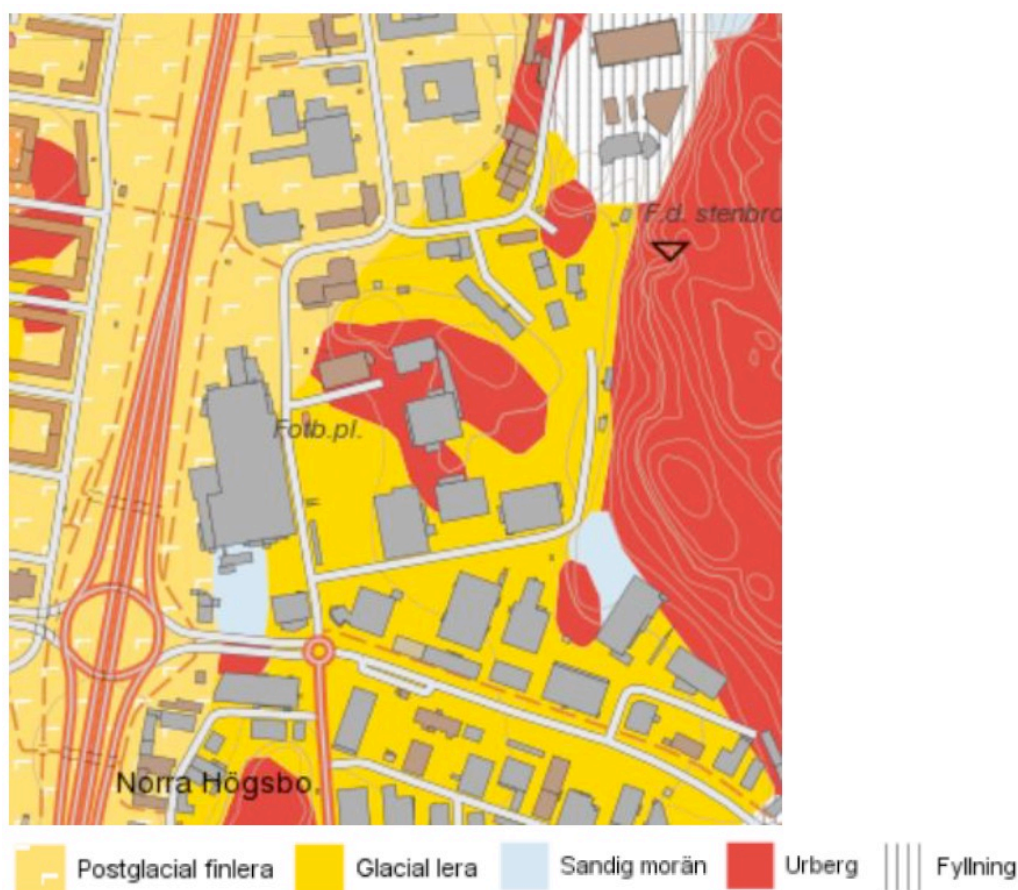 F.d. stenbro
Fotb.pl.
Norra Högsbo
Postglacial finlera
Glacial lera
Sandig morän
Urberg
Fyllning